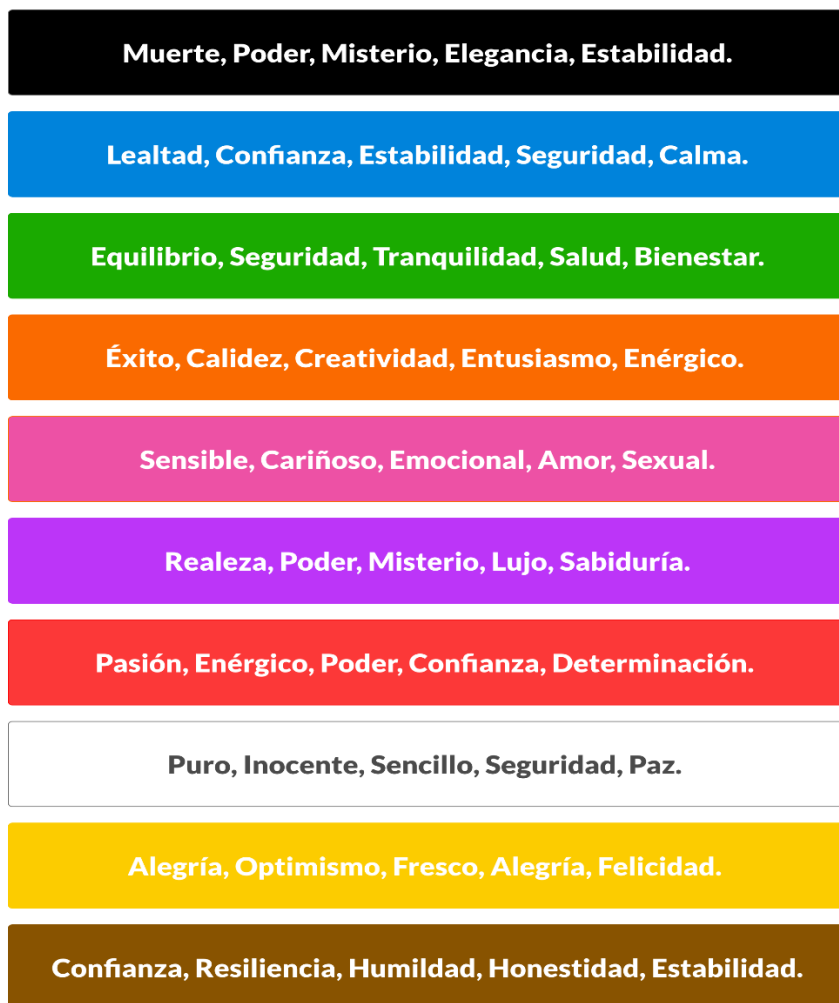 Muerte, Poder, Misterio, Elegancia, Estabilidad.
Lealtad, Confianza, Estabilidad, Seguridad, Calma.
Equilibrio, Seguridad, Tranquilidad, Salud, Bienestar.
Éxito, Calidez, Creatividad, Entusiasmo, Enérgico.
Sensible, Cariñoso, Emocional, Amor, Sexual.
Realeza, Poder, Misterio, Lujo, Sabiduría.
Pasión, Enérgico, Poder, Confianza, Determinación.
Puro, Inocente, Sencillo, Seguridad, Paz.
Alegría, Optimismo, Fresco, Alegría, Felicidad.
Confianza, Resiliencia, Humildad, Honestidad, Estabilidad.